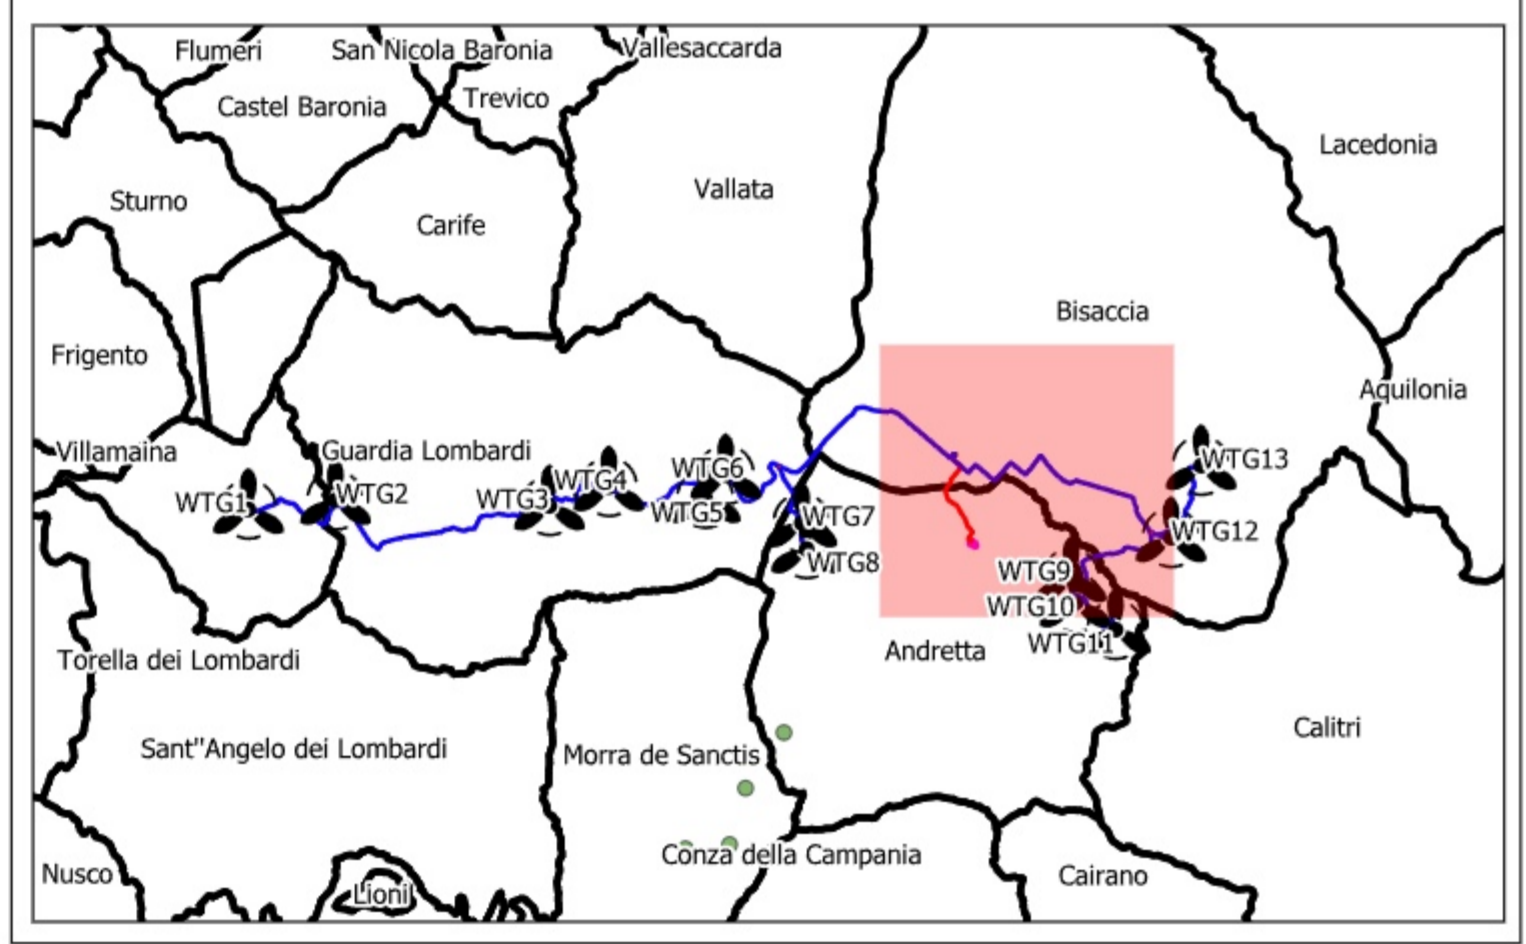 Flumeri
San Nicola Baronia
Vallesaccarda
Castel Baronia
Trevico
Lacedonia
Sturno
Vallata
Carife
Bisaccia
Frigento
Aquilonia
Villamaina
Guardia Lombardi
WTG1
WTG2
WTG3
WTG4
WTG5
WTG6
WTG7
WTG8
WTG13
WTG12
WTG9
WTG10
WTG11
Andretta
Torella dei Lombardi
Sant"Angelo dei Lombardi
Morra de Sanctis
Calitri
Conza della Campania
Nusco
Lioni
Cairano